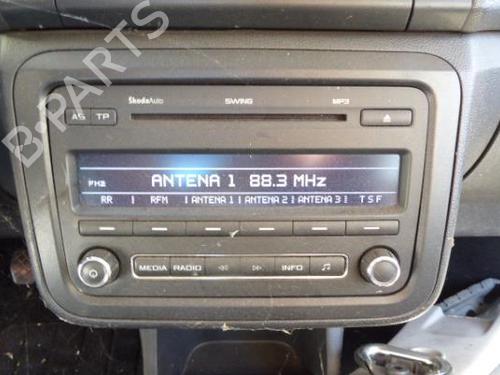 B-PARTS
ŠkodaAuto SWING MP3
AS TP
FM2 ANTENA 1 88.3 MHz
RR RFM ANTENA 1 ANTENA 2 ANTENA 3 TSF
MEDIA RADIO INFO